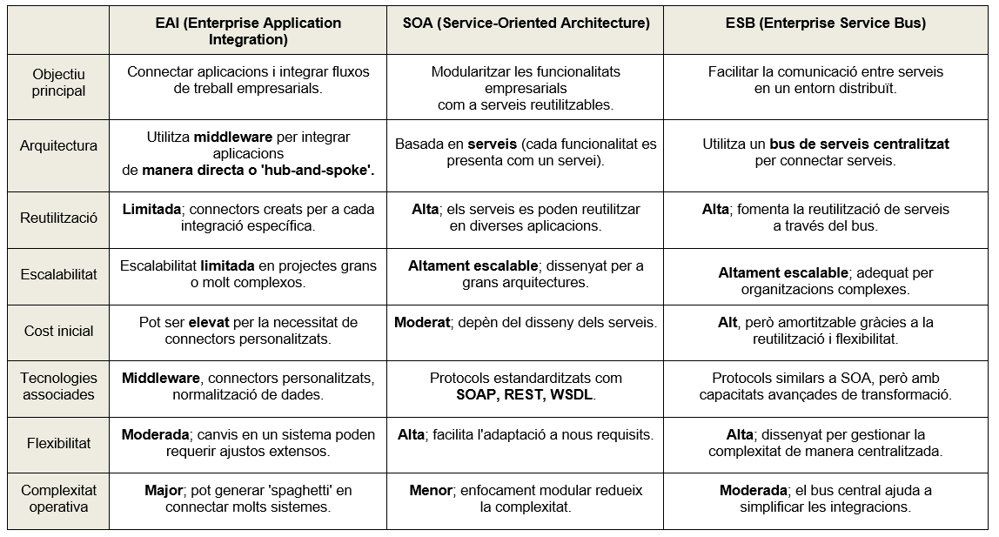 EAI (Enterprise Application
Integration)
SOA (Service-Oriented Architecture)
ESB (Enterprise Service Bus)
Objectiu
principal
Connectar aplicacions i integrar fluxos
de treball empresarials.
Modularitzar les funcionalitats
empresarials
com a serveis reutilitzables.
Facilitar la comunicació entre serveis
en un entorn distribuït.
Arquitectura
Utilitza middleware per integrar
aplicacions
de manera directa o 'hub-and-spoke'.
Basada en serveis (cada funcionalitat es
presenta com un servei).
Utilitza un bus de serveis centralitzat
per connectar serveis.
Reutilització
Limitada; connectors creats per a cada
integració específica.
Alta; els serveis es poden reutilitzar
en diverses aplicacions.
Alta; fomenta la reutilització de serveis
a través del bus.
Escalabilitat
Escalabilitat limitada en projectes grans
o molt complexos.
Altament escalable; dissenyat per a
grans arquitectures.
Altament escalable; adequat per
organitzacions complexes.
Cost inicial
Pot ser elevat per la necessitat de
connectors personalitzats.
Moderat; depèn del disseny dels serveis.
Alt, però amortitzable gràcies a la
reutilització i flexibilitat.
Tecnologies
associades
Middleware, connectors personalitzats,
normalització de dades.
Protocols estandarditzats com
SOAP, REST, WSDL.
Protocols similars a SOA, però amb
capacitats avançades de transformació.
Flexibilitat
Moderada; canvis en un sistema poden
requerir ajustos extensos.
Alta; facilita l'adaptació a nous requisits.
Alta; dissenyat per gestionar la
complexitat de manera centralitzada.
Complexitat
operativa
Major; pot generar 'spaghetti' en
connectar molts sistemes.
Menor; enfocament modular redueix
la complexitat.
Moderada; el bus central ajuda a
simplificar les integracions.